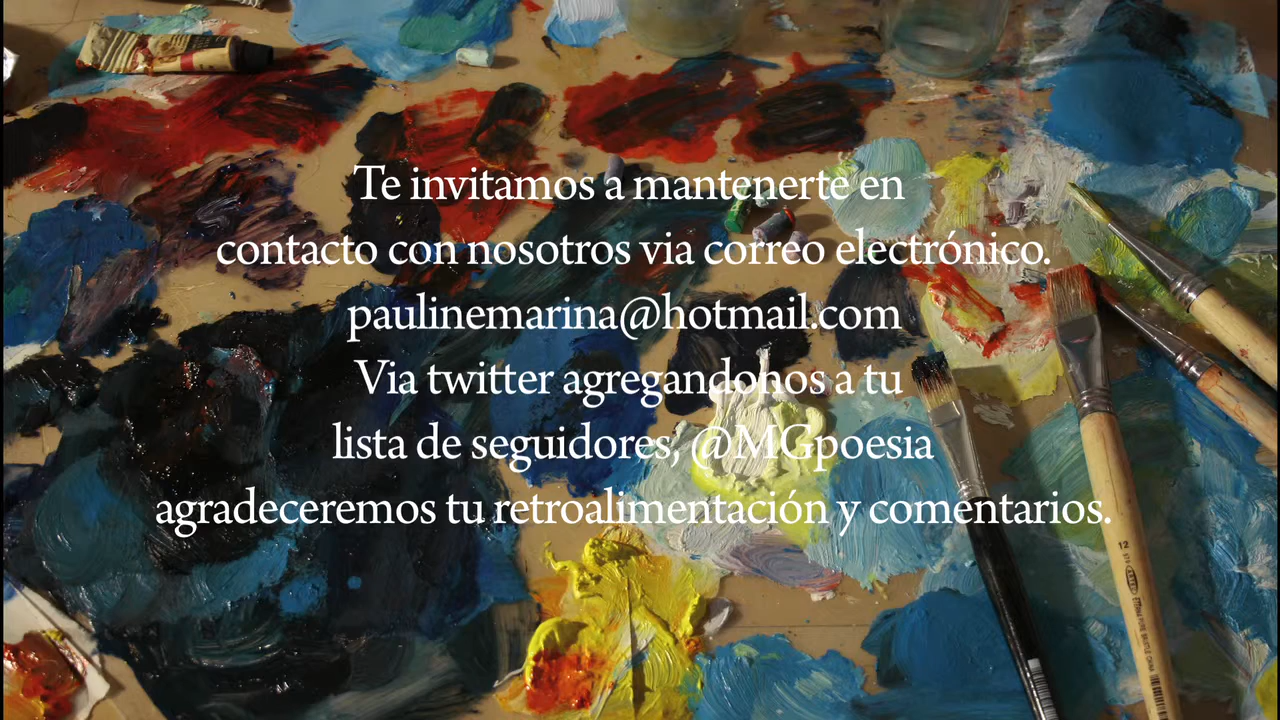 Te invitamos a mantenerte en
contacto con nosotros via correo electrónico.
paulinemarina@hotmail.com
Via twitter agregandonos a tu
lista de seguidores, @MGpoesia
agradeceremos tu retroalimentación y comentarios.
12